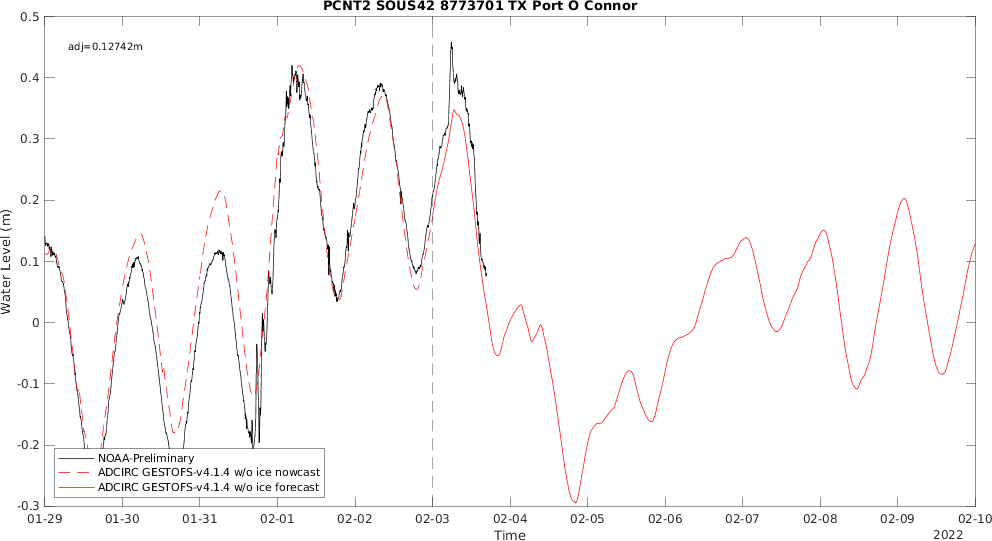 PCNT2 SOUS42 8773701 TX Port O Connor
adj=0.12742m
0.5
0.4
0.3
0.2
0.1
0
-0.1
-0.2
-0.3
Water Level (m)
NOAA-Preliminary
ADCIRC GESTOFS-v4.1.4 w/o ice nowcast
ADCIRC GESTOFS-v4.1.4 w/o ice forecast
01-29 01-30 01-31 02-01 02-02 02-03 02-04 02-05 02-06 02-07 02-08 02-09 02-10
Time
2022